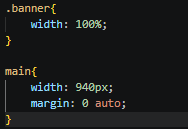 .banner{
    width: 100%;
}

main{
    width: 940px;
    margin: 0 auto;
}